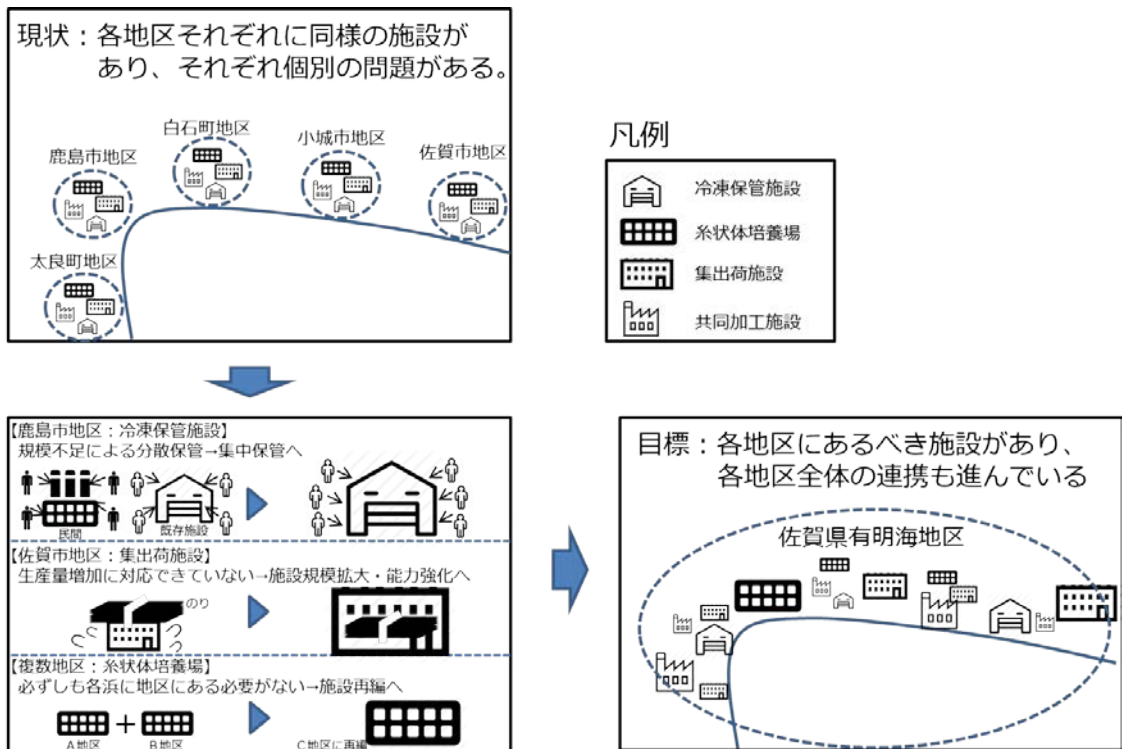 現状：各地区それぞれに同様の施設が
あり、それぞれ個別の問題がある。
白石町地区
小城市地区
鹿島市地区
佐賀市地区
太良町地区
凡例
冷凍保管施設
糸状体培養場
集出荷施設
共同加工施設
【鹿島市地区：冷凍保管施設】
規模不足による分散保管→集中保管へ
民間
既存施設
【佐賀市地区：集出荷施設】
生産量増加に対応できていない→施設規模拡大・能力強化へ
のり
【複数地区：糸状体培養場】
必ずしも各浜に地区にある必要がない→施設再編へ
A地区
B地区
C地区に再編
目標：各地区にあるべき施設があり、
各地区全体の連携も進んでいる
佐賀県有明海地区